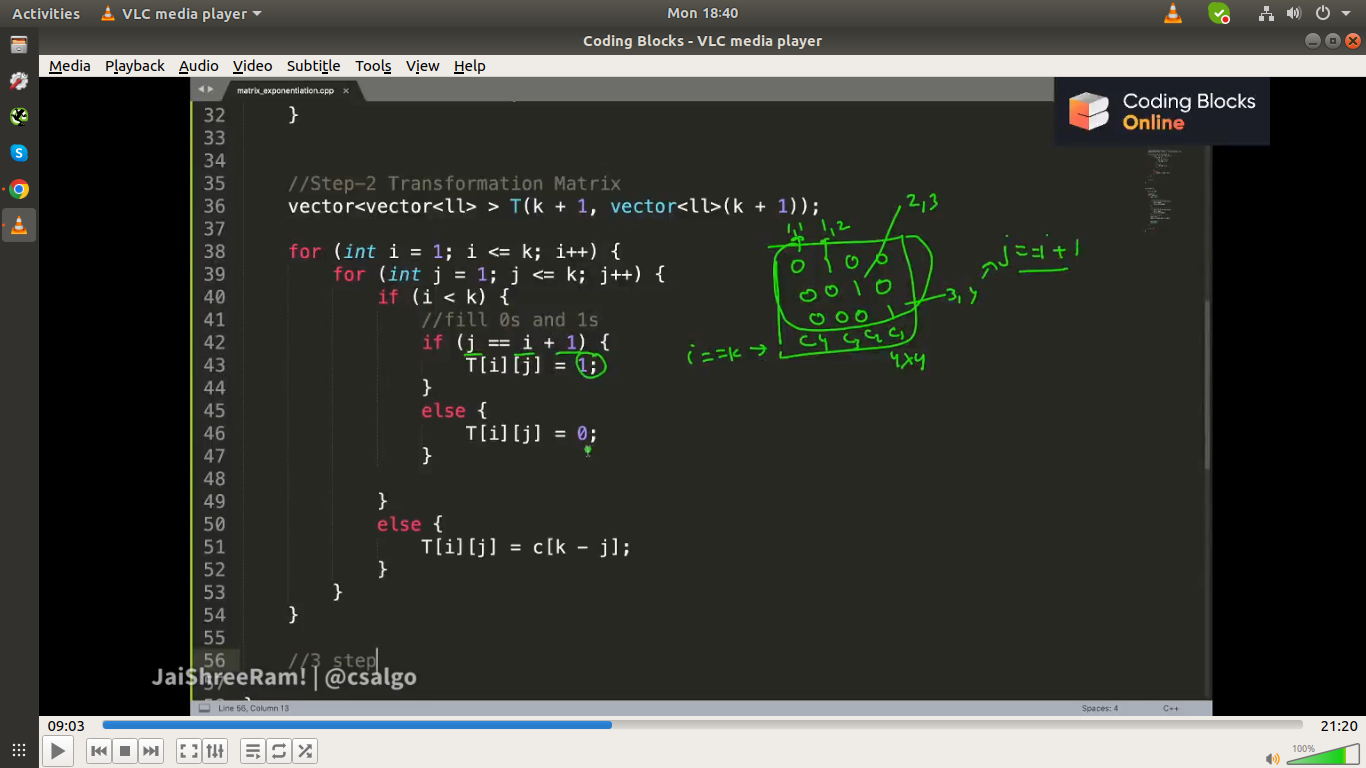 Activities VLC media player Mon 18:40
Coding Blocks - VLC media player
Media Playback Audio Video Subtitle Tools View Help
matrix_exponentiation.cpp ×
Coding Blocks
Online
32 }
33
34
35 //Step-2 Transformation Matrix
36 vector<vector<ll> > T(k + 1, vector<ll>(k + 1));
37
38 for (int i = 1; i <= k; i++) {
39 for (int j = 1; j <= k; j++) {
40 if (i < k) {
41 //fill 0s and 1s
42 if (j == i + 1) {
43 T[i][j] = 1;
44 }
45 else {
46 T[i][j] = 0;
47 }
48
49 }
50 else {
51 T[i][j] = c[k - j];
52 }
53 }
54 }
55
56 //3 step
2,3
1,1 1,2
0 1 0 0
j == i + 1
0 0 1 0
3,4
0 0 0 1
i == k → C4 C3 C2 C1
4x4
JaiShreeRam! | @csalgo
Line 56, Column 13 Spaces: 4 C++
09:03 21:20
100%